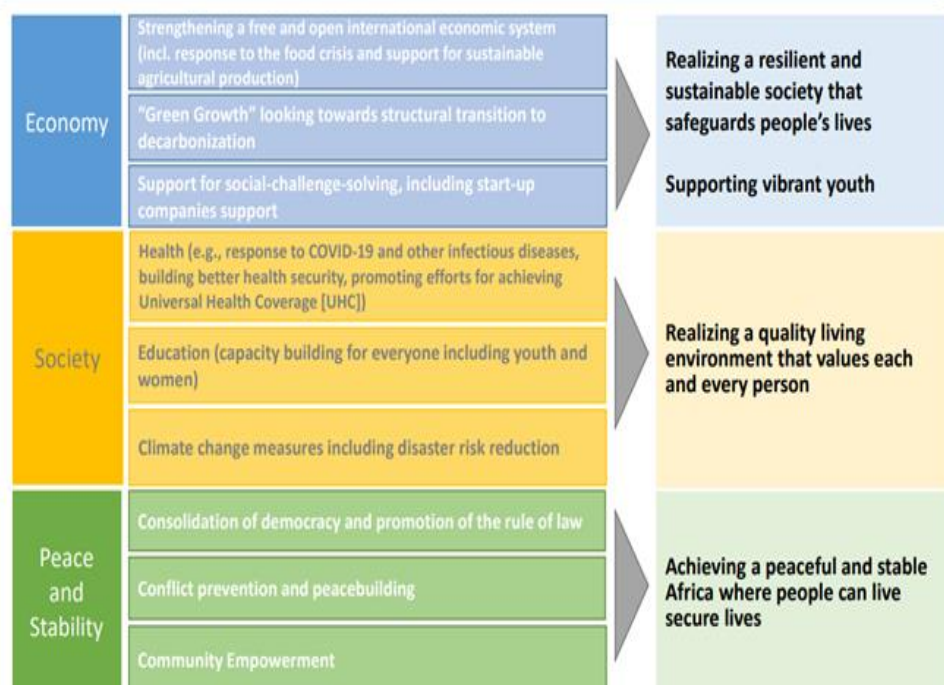 Economy
Strengthening a free and open international economic system
(incl. response to the food crisis and support for sustainable
agricultural production)
“Green Growth” looking towards structural transition to
decarbonization
Support for social-challenge-solving, including start-up
companies support
Realizing a resilient and
sustainable society that
safeguards people’s lives
Supporting vibrant youth
Society
Health (e.g., response to COVID-19 and other infectious diseases,
building better health security, promoting efforts for achieving
Universal Health Coverage [UHC])
Education (capacity building for everyone including youth and
women)
Climate change measures including disaster risk reduction
Realizing a quality living
environment that values each
and every person
Peace
and
Stability
Consolidation of democracy and promotion of the rule of law
Conflict prevention and peacebuilding
Community Empowerment
Achieving a peaceful and stable
Africa where people can live
secure lives